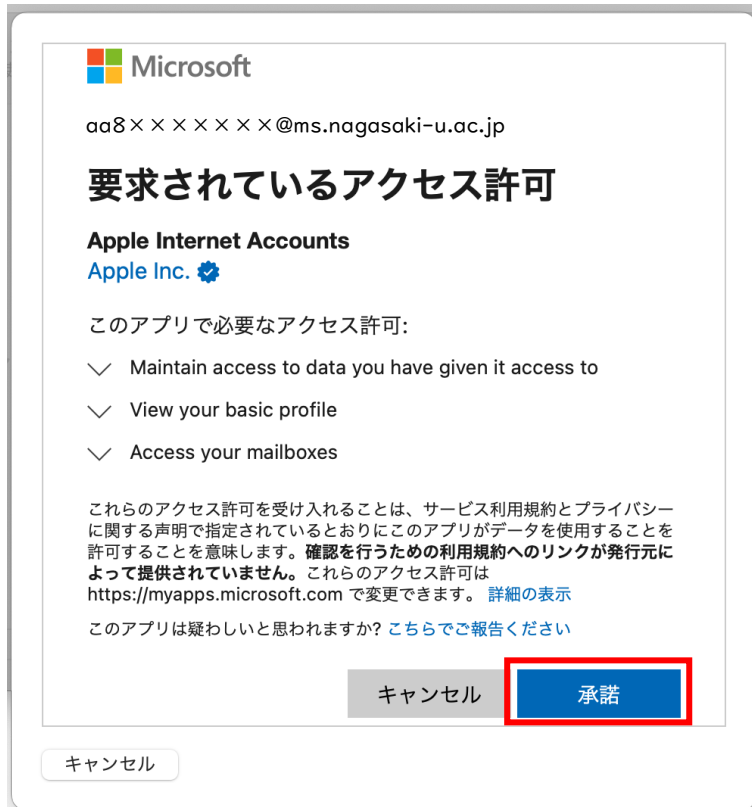 Microsoft
aa8×××××××@ms.nagasaki-u.ac.jp
要求されているアクセス許可
Apple Internet Accounts
Apple Inc.
このアプリで必要なアクセス許可:
Maintain access to data you have given it access to
View your basic profile
Access your mailboxes
これらのアクセス許可を受け入れることは、サービス利用規約とプライバシー
に関する声明で指定されているとおりにこのアプリがデータを使用することを
許可することを意味します。確認を行うための利用規約へのリンクが発行元に
よって提供されていません。これらのアクセス許可は
https://myapps.microsoft.com で変更できます。 詳細の表示
このアプリは疑わしいと思われますか? こちらでご報告ください
キャンセル 承諾
キャンセル